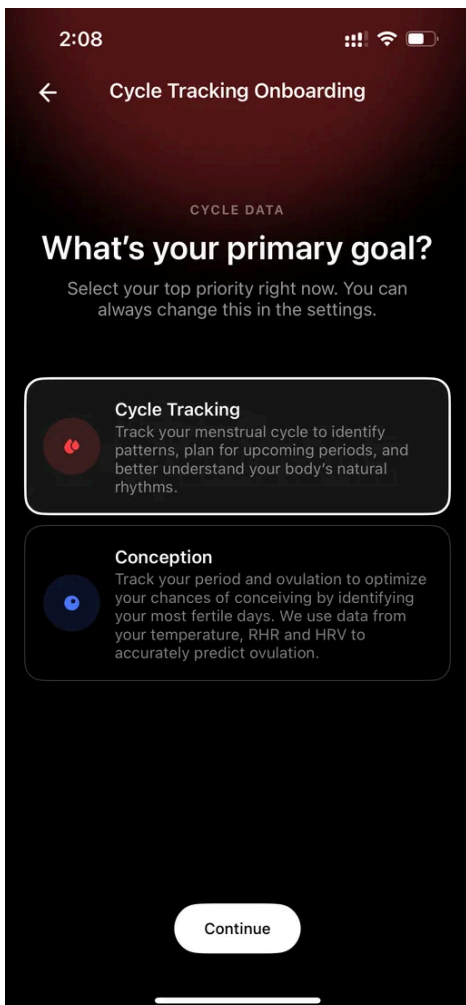 2:08
Cycle Tracking Onboarding
CYCLE DATA
What's your primary goal?
Select your top priority right now. You can
always change this in the settings.
Cycle Tracking
Track your menstrual cycle to identify
patterns, plan for upcoming periods, and
better understand your body's natural
rhythms.
Conception
Track your period and ovulation to optimize
your chances of conceiving by identifying
your most fertile days. We use data from
your temperature, RHR and HRV to
accurately predict ovulation.
Continue